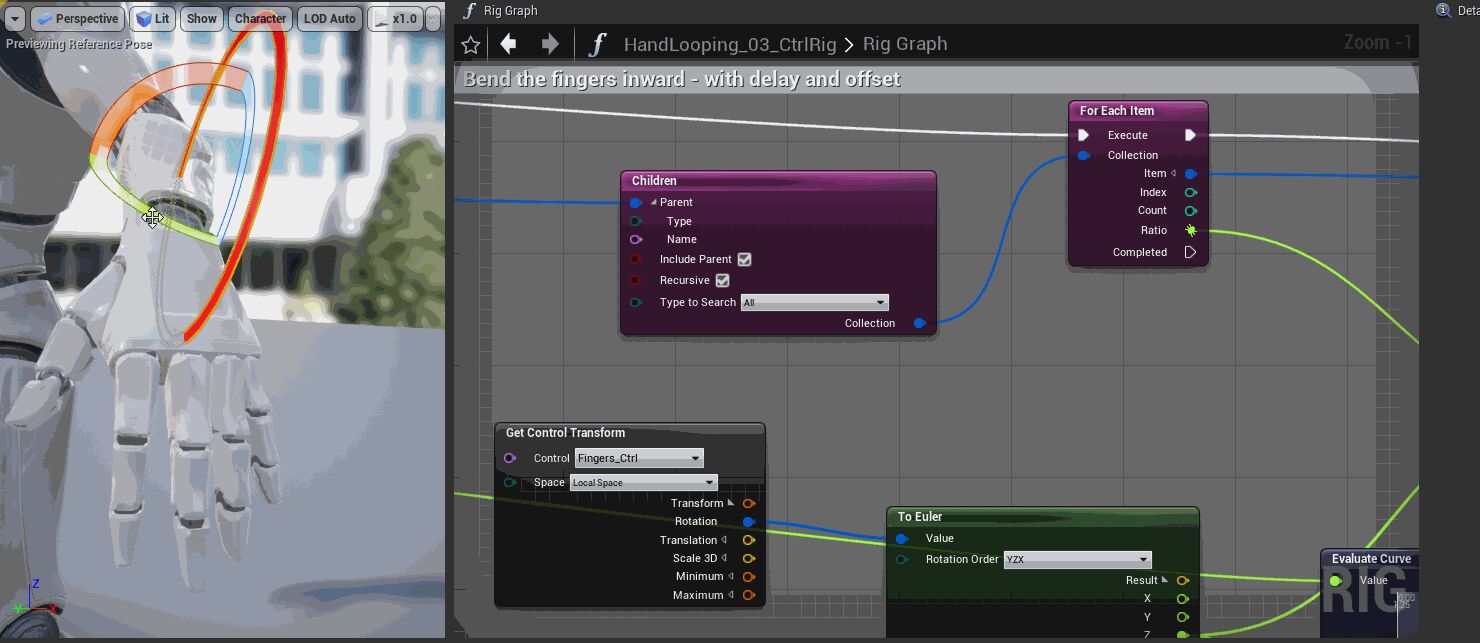 Perspective
Lit
Show
Character
LOD Auto
x1.0
Previewing Reference Pose
Z
Y
X
Rig Graph
Deta
HandLooping_03_CtrlRig > Rig Graph
Zoom -1
Bend the fingers inward - with delay and offset
For Each Item
Execute
Collection
Item
Index
Count
Ratio
Completed
Children
Parent
Type
Name
Include Parent
Recursive
Type to Search All
Collection
Get Control Transform
Control Fingers_Ctrl
Space Local Space
Transform
Rotation
Translation
Scale 3D
Minimum
Maximum
To Euler
Value
Rotation Order YZX
Result
X
Y
Z
Evaluate Curve
Value
RIG